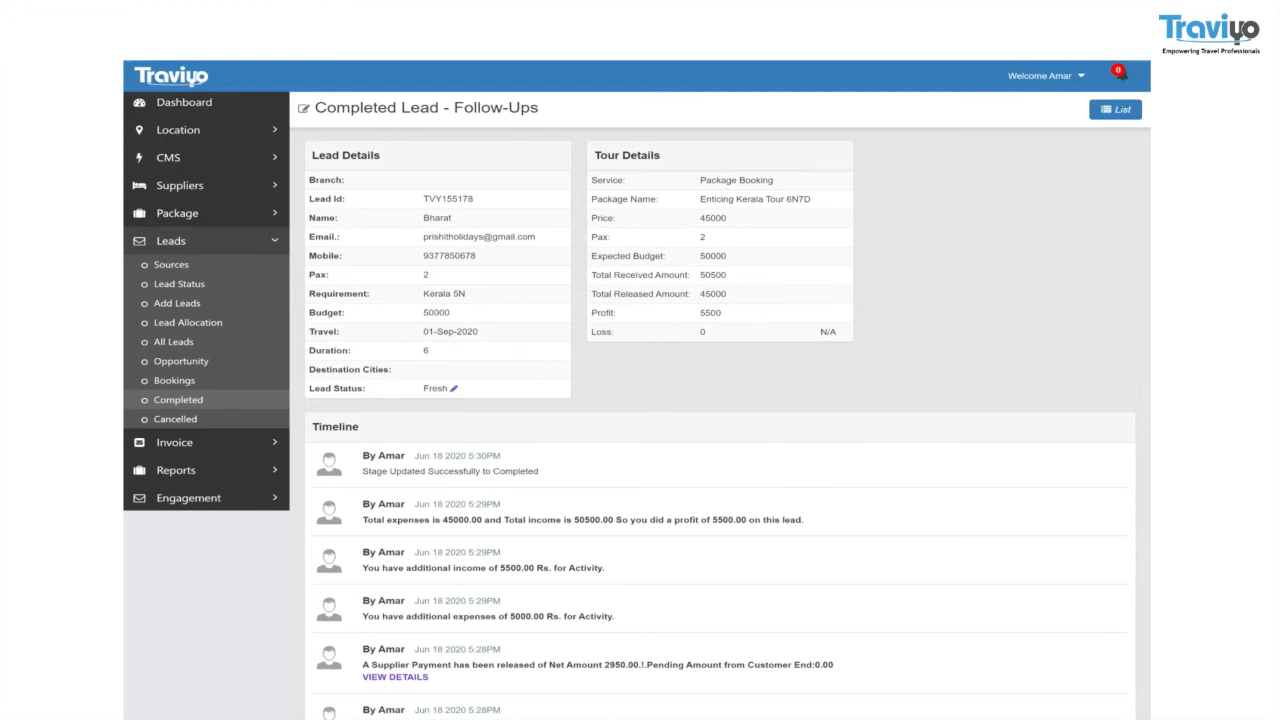 Traviyo
Empowering Travel Professionals
Traviyo
Welcome Amar
0
Dashboard
Location
CMS
Suppliers
Package
Leads
Sources
Lead Status
Add Leads
Lead Allocation
All Leads
Opportunity
Bookings
Completed
Cancelled
Invoice
Reports
Engagement
Completed Lead - Follow-Ups
List
Lead Details
Branch:
Lead Id: TVY155178
Name: Bharat
Email.: prishitholidays@gmail.com
Mobile: 9377850678
Pax: 2
Requirement: Kerala 5N
Budget: 50000
Travel: 01-Sep-2020
Duration: 6
Destination Cities:
Lead Status: Fresh
Tour Details
Service: Package Booking
Package Name: Enticing Kerala Tour 6N7D
Price: 45000
Pax: 2
Expected Budget: 50000
Total Received Amount: 50500
Total Released Amount: 45000
Profit: 5500
Loss: 0 N/A
Timeline
By Amar Jun 18 2020 5:30PM
Stage Updated Successfully to Completed
By Amar Jun 18 2020 5:29PM
Total expenses is 45000.00 and Total income is 50500.00 So you did a profit of 5500.00 on this lead.
By Amar Jun 18 2020 5:29PM
You have additional income of 5500.00 Rs. for Activity.
By Amar Jun 18 2020 5:29PM
You have additional expenses of 5000.00 Rs. for Activity.
By Amar Jun 18 2020 5:28PM
A Supplier Payment has been released of Net Amount 2950.00.!.Pending Amount from Customer End:0.00
VIEW DETAILS
By Amar Jun 18 2020 5:28PM